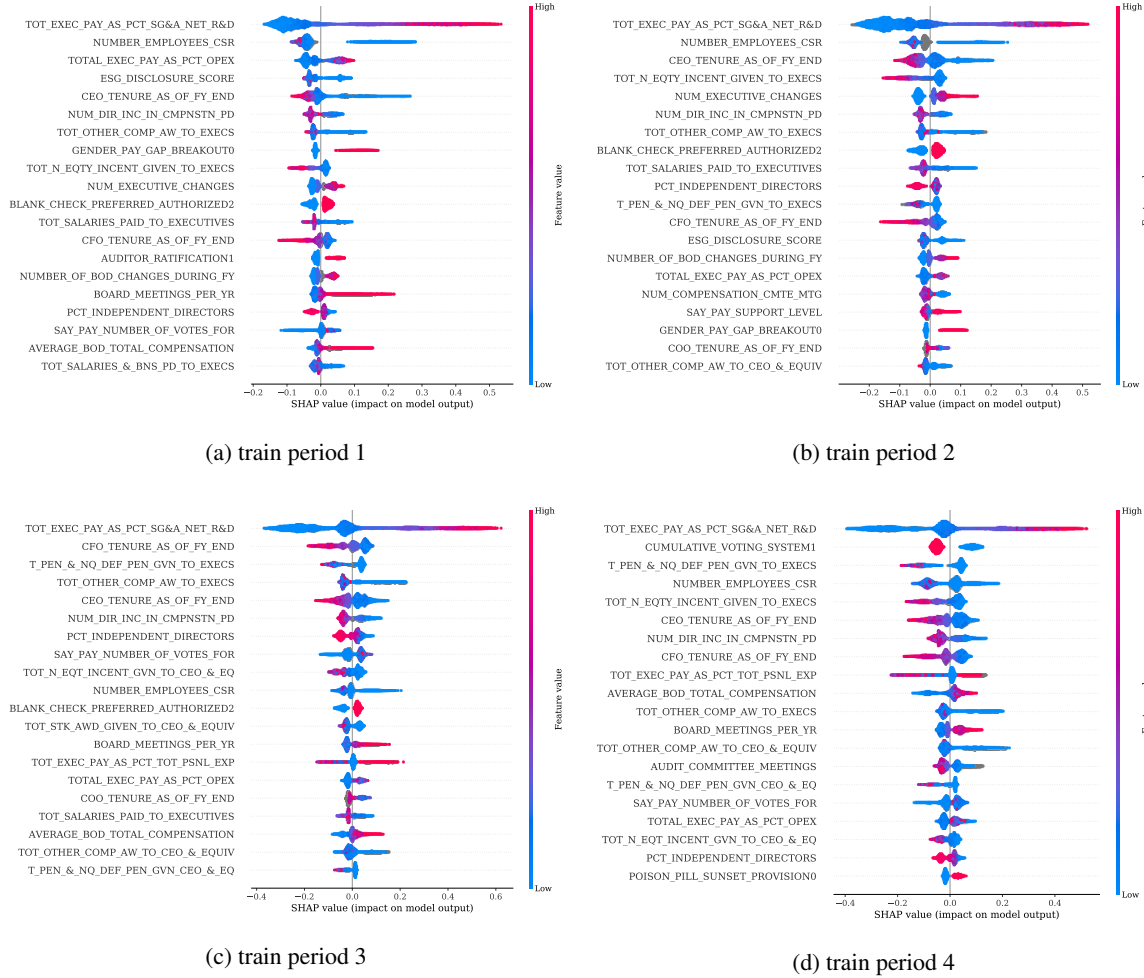 TOT_EXEC_PAY_AS_PCT_SG&A_NET_R&D
NUMBER_EMPLOYEES_CSR
TOTAL_EXEC_PAY_AS_PCT_OPEX
ESG_DISCLOSURE_SCORE
CEO_TENURE_AS_OF_FY_END
NUM_DIR_INC_IN_CMPNSTN_PD
TOT_OTHER_COMP_AW_TO_EXECS
GENDER_PAY_GAP_BREAKOUT0
TOT_N_EQTY_INCENT_GIVEN_TO_EXECS
NUM_EXECUTIVE_CHANGES
BLANK_CHECK_PREFERRED_AUTHORIZED2
TOT_SALARIES_PAID_TO_EXECUTIVES
CFO_TENURE_AS_OF_FY_END
AUDITOR_RATIFICATION1
NUMBER_OF_BOD_CHANGES_DURING_FY
BOARD_MEETINGS_PER_YR
PCT_INDEPENDENT_DIRECTORS
SAY_PAY_NUMBER_OF_VOTES_FOR
AVERAGE_BOD_TOTAL_COMPENSATION
TOT_SALARIES_&_BNS_PD_TO_EXECS
−0.2 −0.1 0.0 0.1 0.2 0.3 0.4 0.5
SHAP value (impact on model output)
High
Feature value
Low
(a) train period 1
TOT_EXEC_PAY_AS_PCT_SG&A_NET_R&D
NUMBER_EMPLOYEES_CSR
CEO_TENURE_AS_OF_FY_END
TOT_N_EQTY_INCENT_GIVEN_TO_EXECS
NUM_EXECUTIVE_CHANGES
NUM_DIR_INC_IN_CMPNSTN_PD
TOT_OTHER_COMP_AW_TO_EXECS
BLANK_CHECK_PREFERRED_AUTHORIZED2
TOT_SALARIES_PAID_TO_EXECUTIVES
PCT_INDEPENDENT_DIRECTORS
T_PEN_&_NQ_DEF_PEN_GVN_TO_EXECS
CFO_TENURE_AS_OF_FY_END
ESG_DISCLOSURE_SCORE
NUMBER_OF_BOD_CHANGES_DURING_FY
TOTAL_EXEC_PAY_AS_PCT_OPEX
NUM_COMPENSATION_CMTE_MTG
SAY_PAY_SUPPORT_LEVEL
GENDER_PAY_GAP_BREAKOUT0
COO_TENURE_AS_OF_FY_END
TOT_OTHER_COMP_AW_TO_CEO_&_EQUIV
−0.2 −0.1 0.0 0.1 0.2 0.3 0.4 0.5
SHAP value (impact on model output)
High
Low
(b) train period 2
TOT_EXEC_PAY_AS_PCT_SG&A_NET_R&D
CFO_TENURE_AS_OF_FY_END
T_PEN_&_NQ_DEF_PEN_GVN_TO_EXECS
TOT_OTHER_COMP_AW_TO_EXECS
CEO_TENURE_AS_OF_FY_END
NUM_DIR_INC_IN_CMPNSTN_PD
PCT_INDEPENDENT_DIRECTORS
SAY_PAY_NUMBER_OF_VOTES_FOR
TOT_N_EQT_INCENT_GVN_TO_CEO_&_EQ
NUMBER_EMPLOYEES_CSR
BLANK_CHECK_PREFERRED_AUTHORIZED2
TOT_STK_AWD_GIVEN_TO_CEO_&_EQUIV
BOARD_MEETINGS_PER_YR
TOT_EXEC_PAY_AS_PCT_TOT_PSNL_EXP
TOTAL_EXEC_PAY_AS_PCT_OPEX
COO_TENURE_AS_OF_FY_END
TOT_SALARIES_PAID_TO_EXECUTIVES
AVERAGE_BOD_TOTAL_COMPENSATION
TOT_OTHER_COMP_AW_TO_CEO_&_EQUIV
T_PEN_&_NQ_DEF_PEN_GVN_CEO_&_EQ
−0.4 −0.2 0.0 0.2 0.4 0.6
SHAP value (impact on model output)
High
Feature value
Low
(c) train period 3
TOT_EXEC_PAY_AS_PCT_SG&A_NET_R&D
CUMULATIVE_VOTING_SYSTEM1
T_PEN_&_NQ_DEF_PEN_GVN_TO_EXECS
NUMBER_EMPLOYEES_CSR
TOT_N_EQTY_INCENT_GIVEN_TO_EXECS
CEO_TENURE_AS_OF_FY_END
NUM_DIR_INC_IN_CMPNSTN_PD
CFO_TENURE_AS_OF_FY_END
TOT_EXEC_PAY_AS_PCT_TOT_PSNL_EXP
AVERAGE_BOD_TOTAL_COMPENSATION
TOT_OTHER_COMP_AW_TO_EXECS
BOARD_MEETINGS_PER_YR
TOT_OTHER_COMP_AW_TO_CEO_&_EQUIV
AUDIT_COMMITTEE_MEETINGS
T_PEN_&_NQ_DEF_PEN_GVN_CEO_&_EQ
SAY_PAY_NUMBER_OF_VOTES_FOR
TOTAL_EXEC_PAY_AS_PCT_OPEX
TOT_N_EQT_INCENT_GVN_TO_CEO_&_EQ
PCT_INDEPENDENT_DIRECTORS
POISON_PILL_SUNSET_PROVISION0
−0.4 −0.2 0.0 0.2 0.4
SHAP value (impact on model output)
High
Low
(d) train period 4